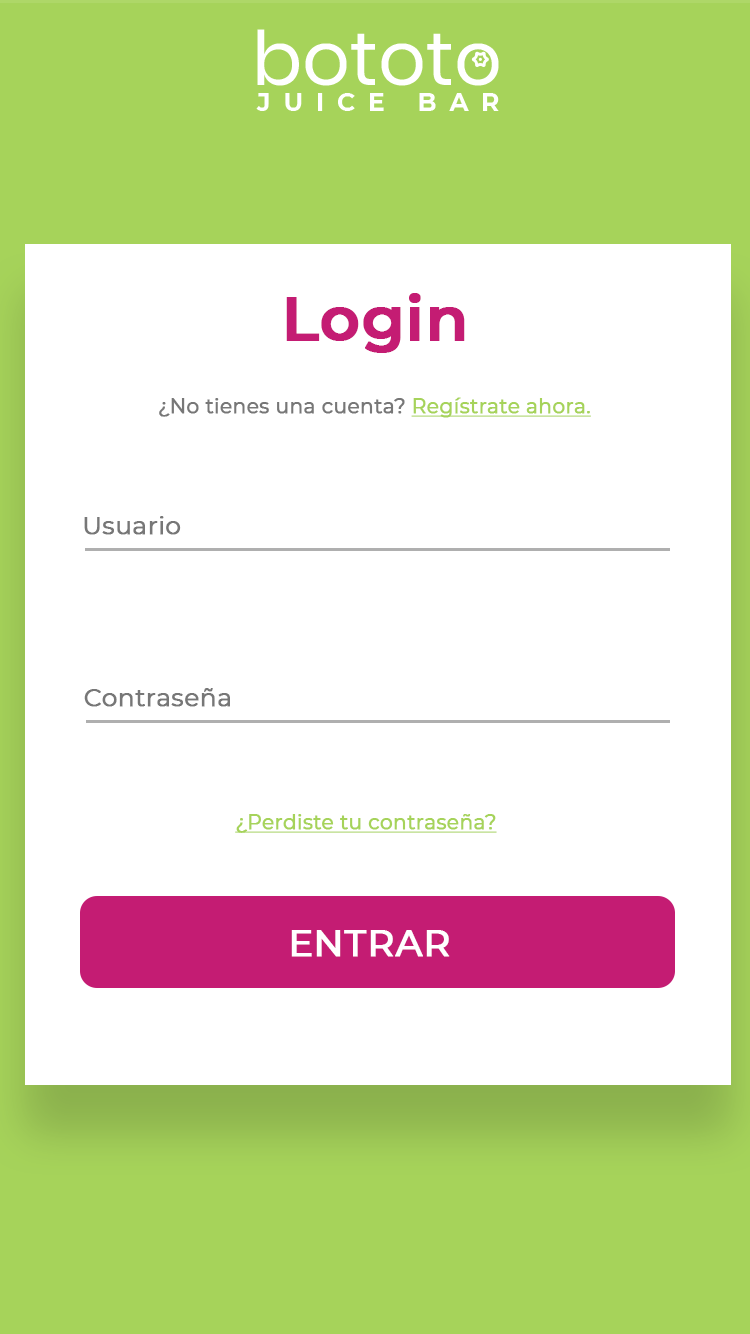 bototo
JUICE BAR
Login
¿No tienes una cuenta? Regístrate ahora.
Usuario
Contraseña
¿Perdiste tu contraseña?
ENTRAR